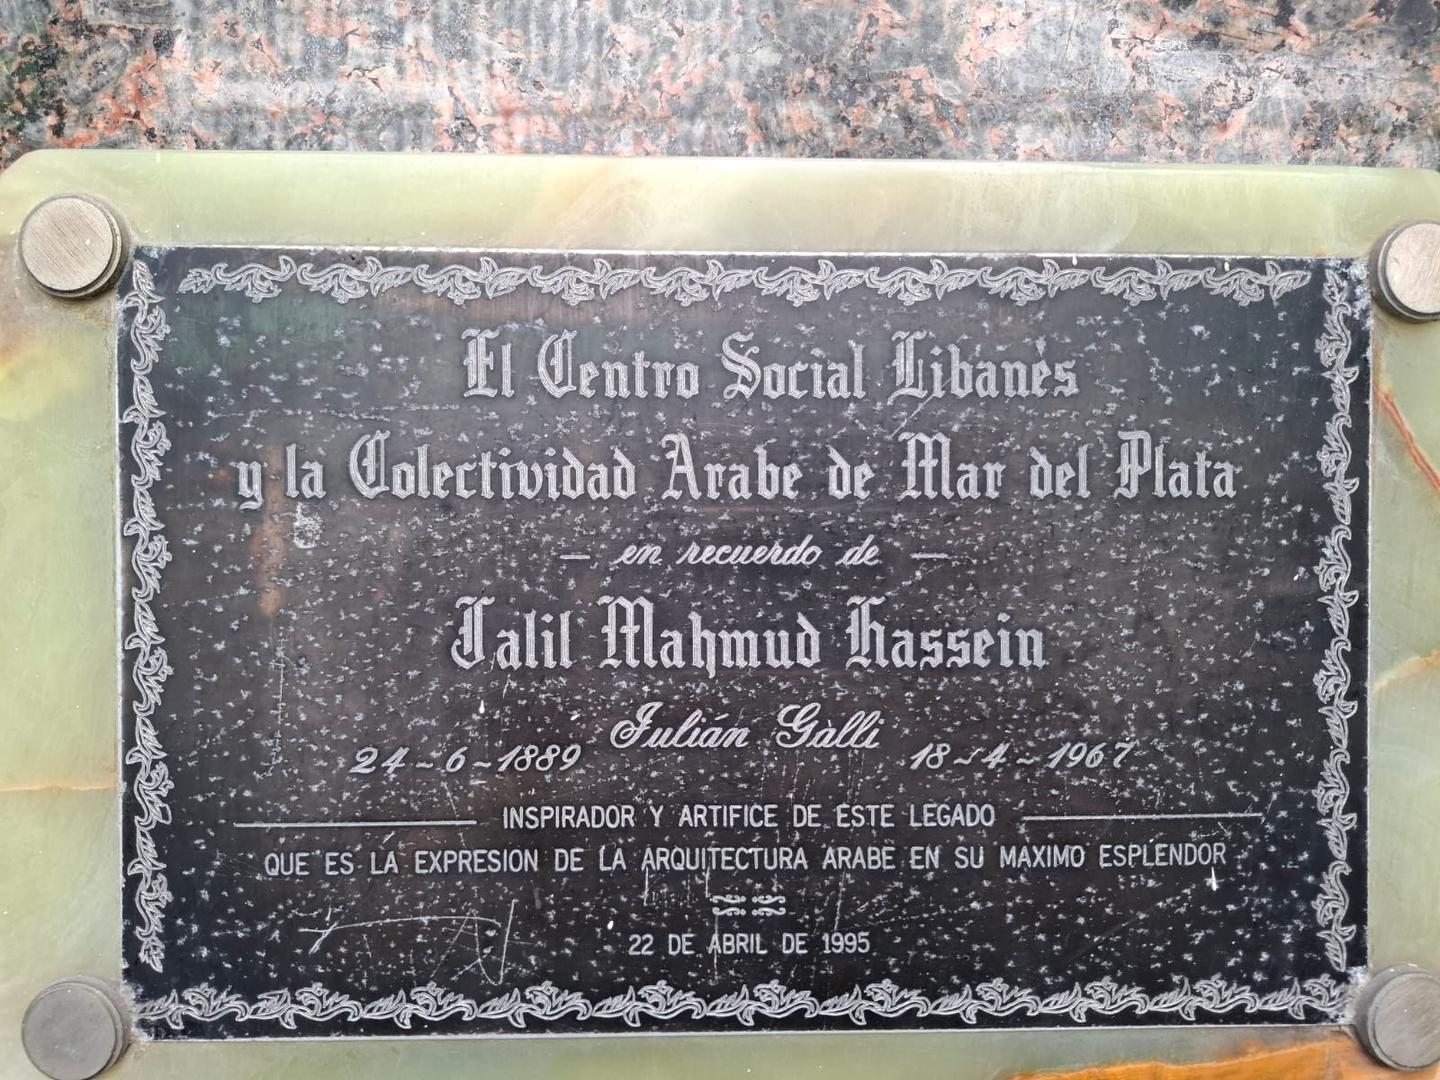 El Centro Social Libanés
y la Colectividad Arabe de Mar del Plata
— en recuerdo de —
Jalil Mahmud Hassein
Julián Galli
24-6-1889 18-4-1967
INSPIRADOR Y ARTIFICE DE ESTE LEGADO
QUE ES LA EXPRESION DE LA ARQUITECTURA ARABE EN SU MAXIMO ESPLENDOR
22 DE ABRIL DE 1995